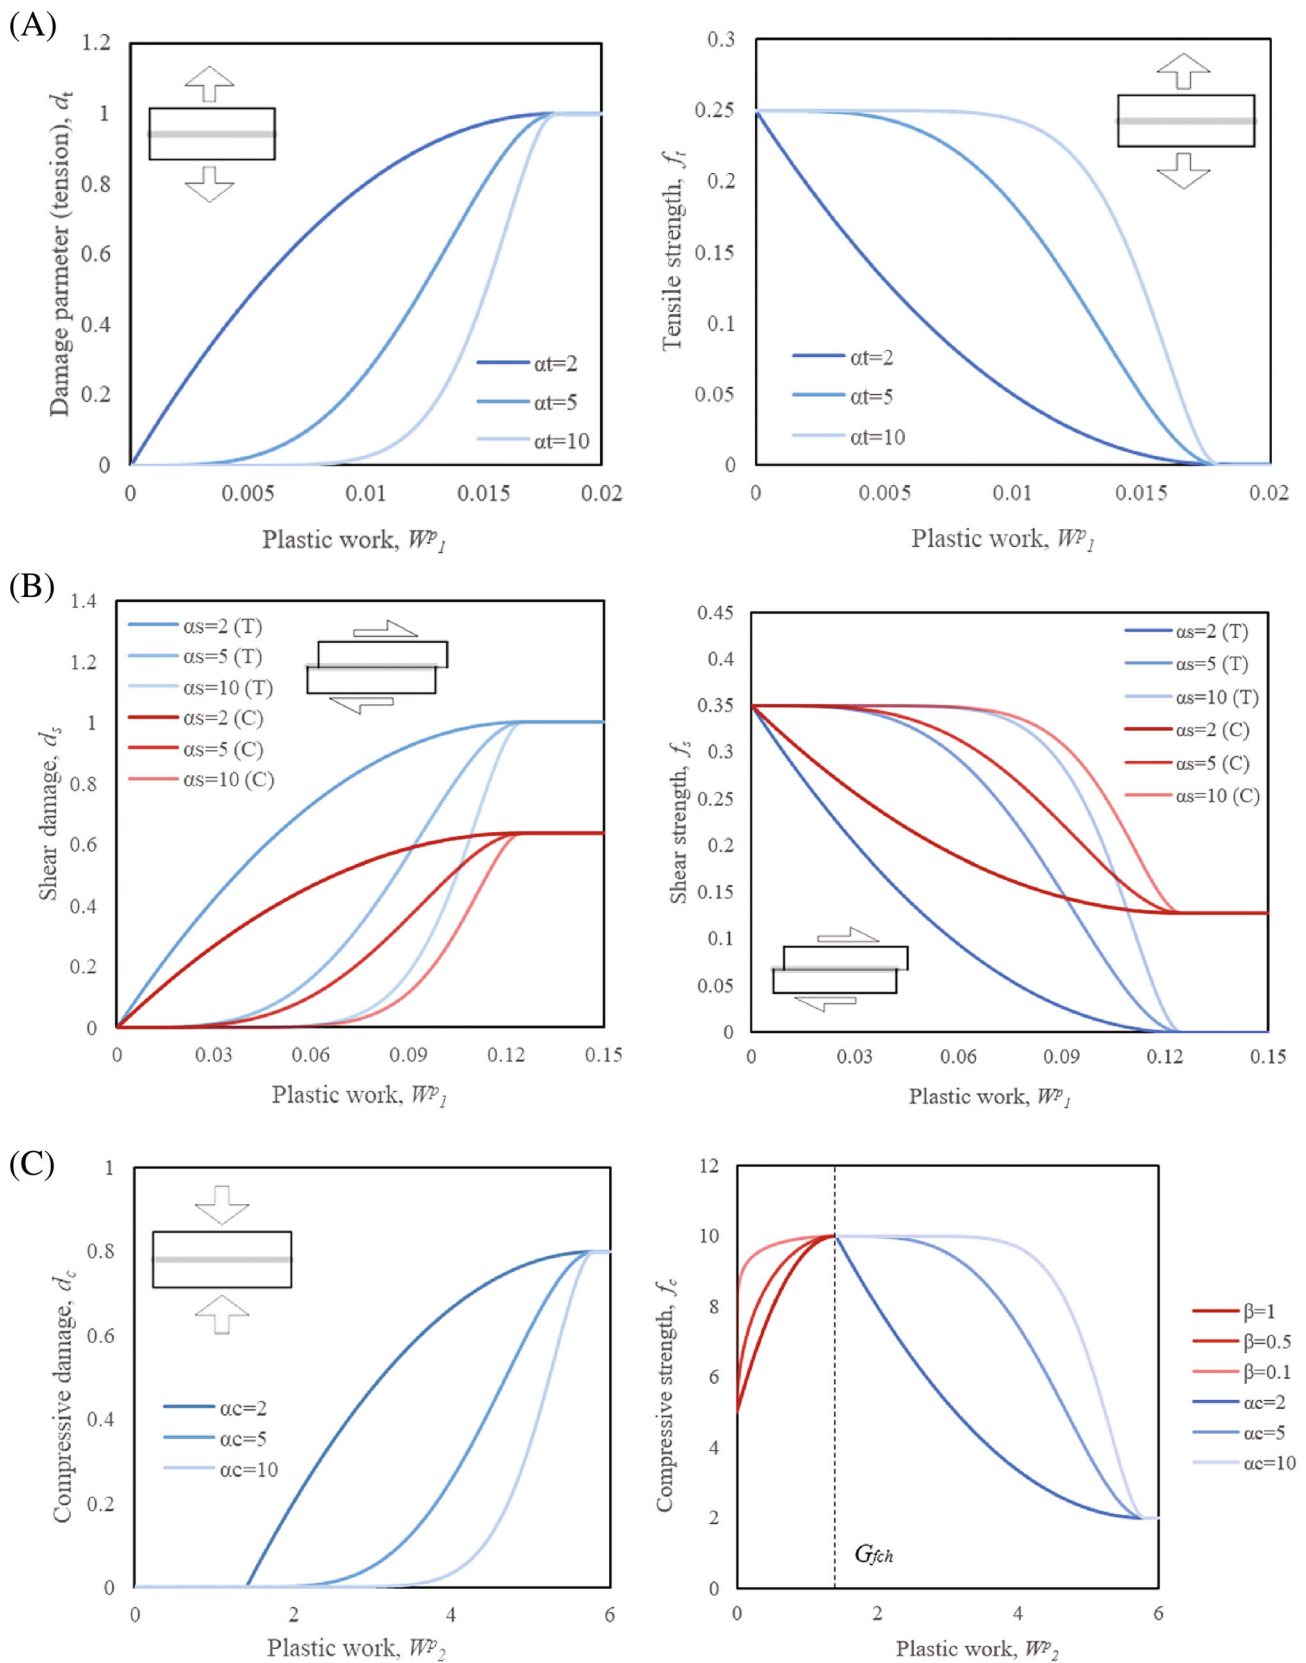 (A)
1.2
1
0.8
0.6
0.4
0.2
0
Damage parmeter (tension), dt
αt=2
αt=5
αt=10
0 0.005 0.01 0.015 0.02
Plastic work, Wp1
0.3
0.25
0.2
0.15
0.1
0.05
0
Tensile strength, ft
αt=2
αt=5
αt=10
0 0.005 0.01 0.015 0.02
Plastic work, Wp1
(B)
1.4
1.2
1
0.8
0.6
0.4
0.2
0
Shear damage, ds
αs=2 (T)
αs=5 (T)
αs=10 (T)
αs=2 (C)
αs=5 (C)
αs=10 (C)
0 0.03 0.06 0.09 0.12 0.15
Plastic work, Wp1
0.45
0.4
0.35
0.3
0.25
0.2
0.15
0.1
0.05
0
Shear strength, fs
αs=2 (T)
αs=5 (T)
αs=10 (T)
αs=2 (C)
αs=5 (C)
αs=10 (C)
0 0.03 0.06 0.09 0.12 0.15
Plastic work, Wp1
(C)
1
0.8
0.6
0.4
0.2
0
Compressive damage, dc
αc=2
αc=5
αc=10
0 2 4 6
Plastic work, Wp2
12
10
8
6
4
2
0
Compressive strength, fc
Gfch
β=1
β=0.5
β=0.1
αc=2
αc=5
αc=10
0 2 4 6
Plastic work, Wp2